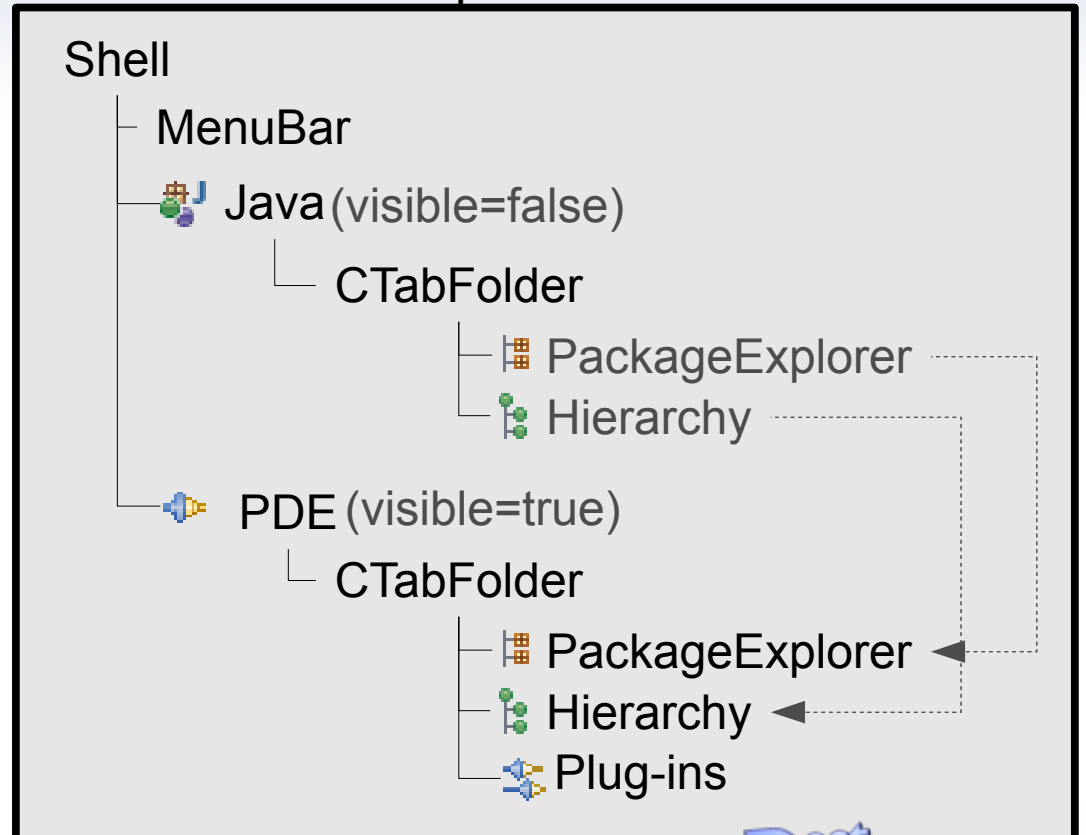 Shell
MenuBar
Java (visible=false)
CTabFolder
PackageExplorer
Hierarchy
PDE (visible=true)
CTabFolder
PackageExplorer
Hierarchy
Plug-ins